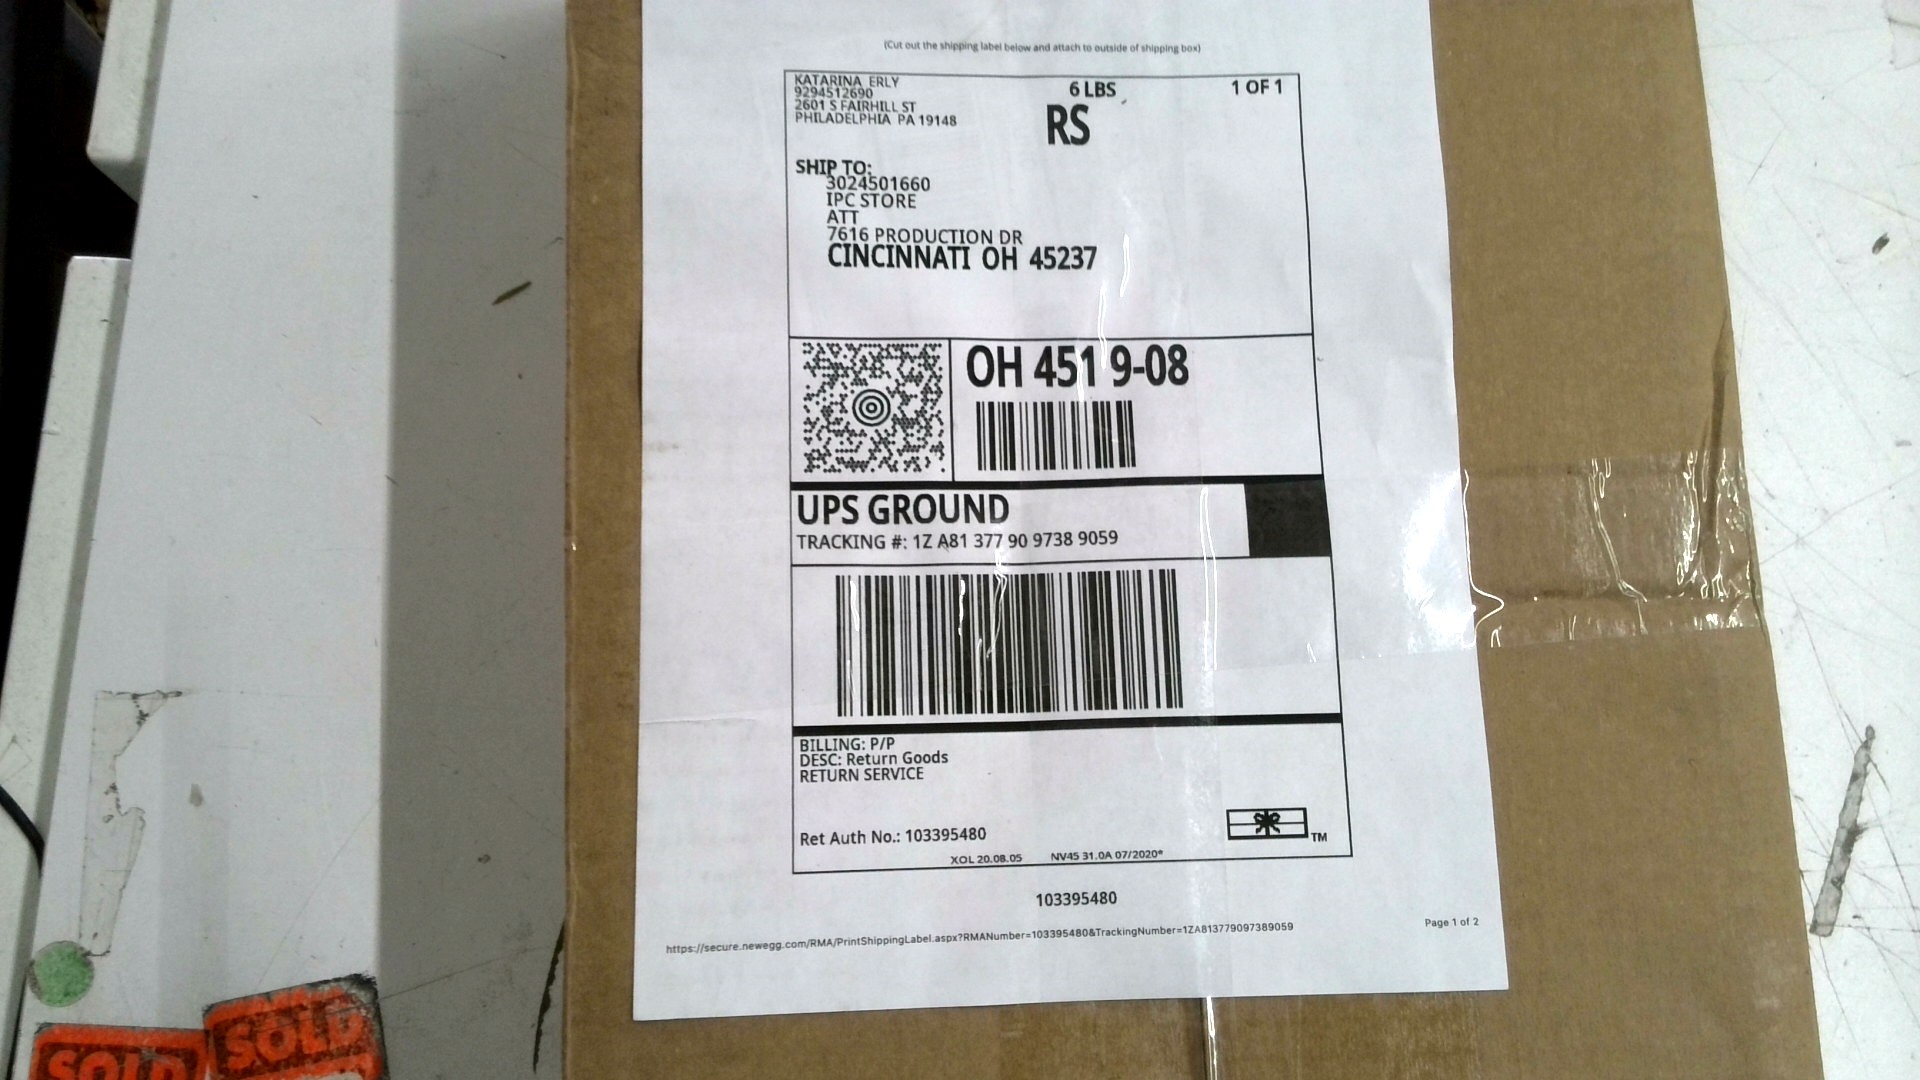 (Cut out the shipping label below and attach to outside of shipping box)
KATARINA ERLY
9294512690
2601 S FAIRHILL ST
PHILADELPHIA PA 19148
6 LBS
1 OF 1
RS
SHIP TO:
3024501660
IPC STORE
ATT
7616 PRODUCTION DR
CINCINNATI OH 45237
OH 451 9-08
UPS GROUND
TRACKING #: 1Z A81 377 90 9738 9059
BILLING: P/P
DESC: Return Goods
RETURN SERVICE
Ret Auth No.: 103395480
TM
XOL 20.08.05 NV45 31.0A 07/2020*
103395480
https://secure.newegg.com/RMA/PrintShippingLabel.aspx?RMANumber=103395480&TrackingNumber=1ZA813779097389059
Page 1 of 2
SOLD
SOLD